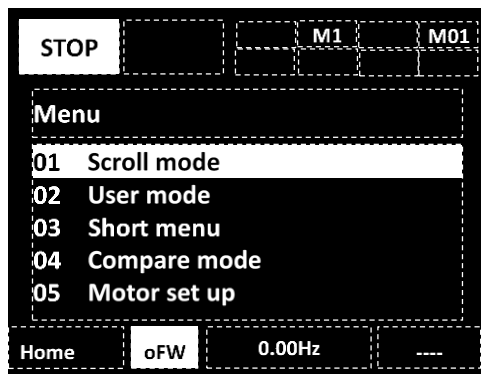 STOP M1 M01
Menu
01 Scroll mode
02 User mode
03 Short menu
04 Compare mode
05 Motor set up
Home oFW 0.00Hz ----